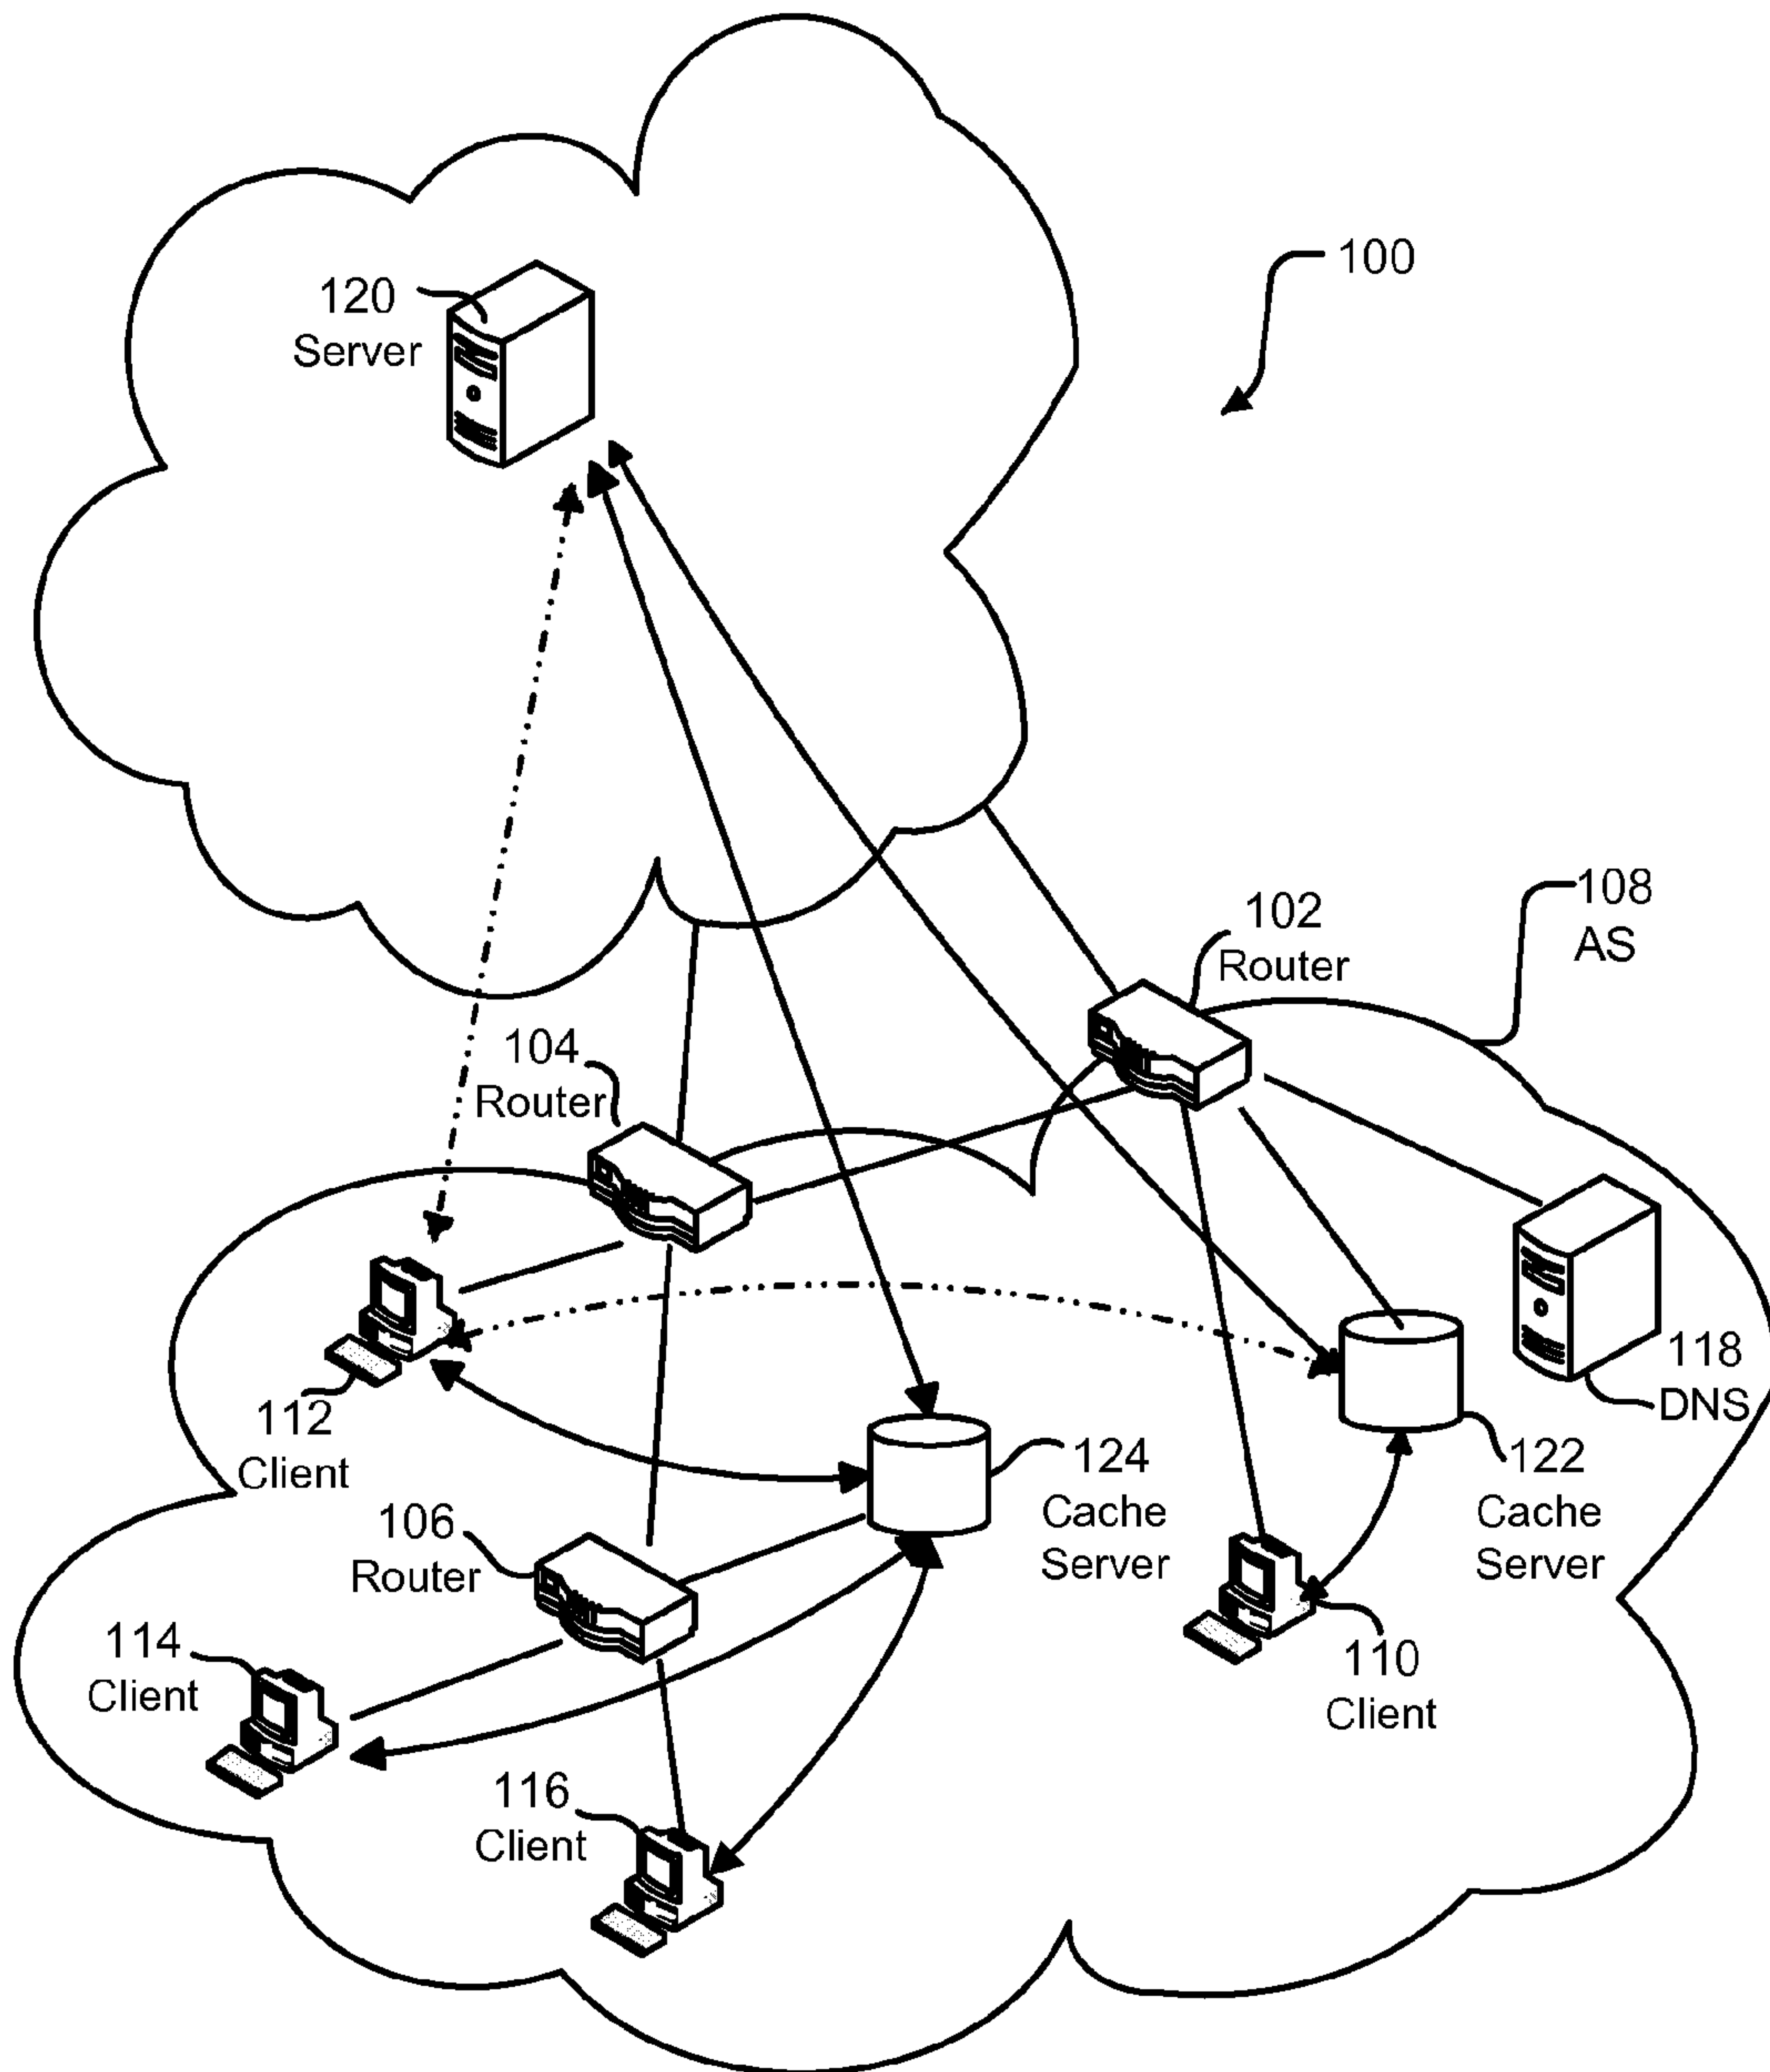 100
120
Server
108
AS
102
Router
104
Router
118
DNS
112
Client
124
Cache
Server
122
Cache
Server
106
Router
114
Client
110
Client
116
Client